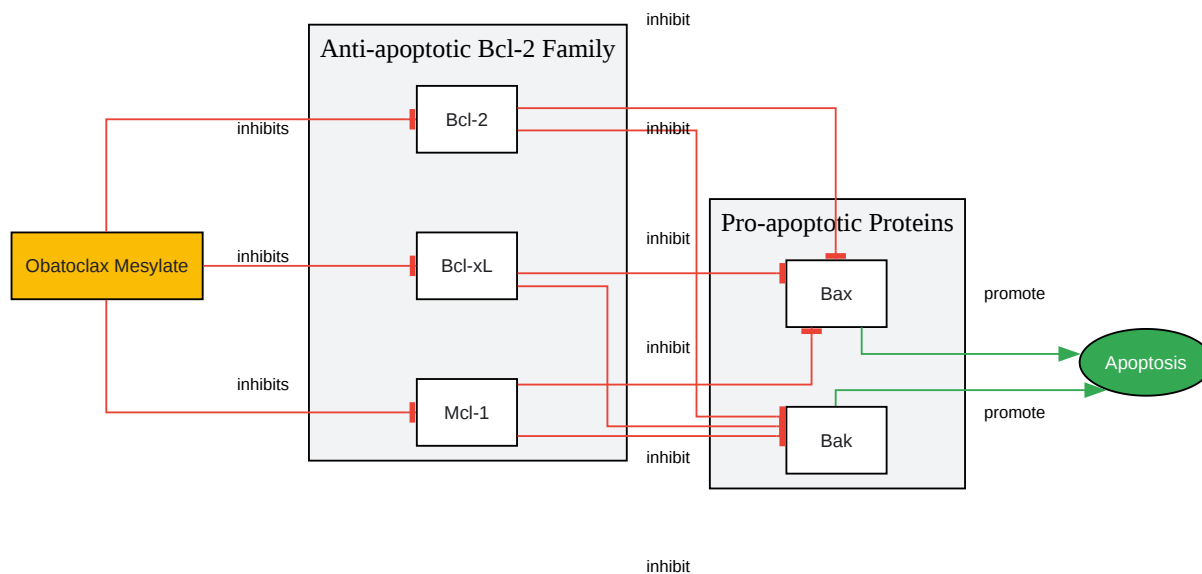 inhibit
Anti-apoptotic Bcl-2 Family
Bcl-2
inhibits
inhibit
Pro-apoptotic Proteins
inhibit
Obatoclax Mesylate
inhibits
Bcl-xL
Bax
promote
inhibit
Apoptosis
inhibits
Mcl-1
promote
Bak
inhibit
inhibit